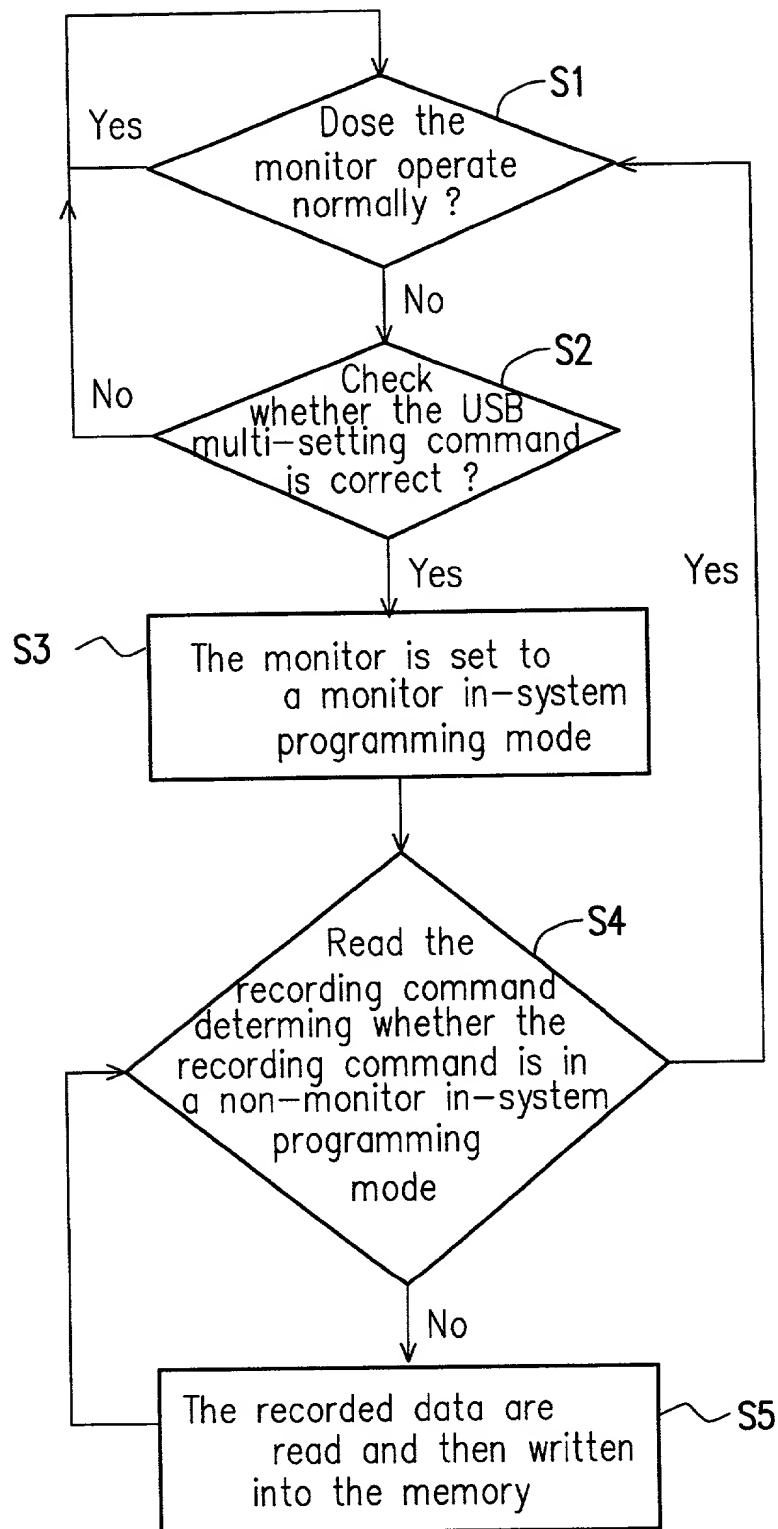 S1
Yes
Dose the
monitor operate
normally ?
No
S2
No
Check
whether the USB
multi-setting command
is correct ?
Yes
Yes
S3
The monitor is set to
a monitor in-system
programming mode
S4
Read the
recording command
determing whether the
recording command is in
a non-monitor in-system
programming
mode
No
The recorded data are
read and then written
into the memory
S5